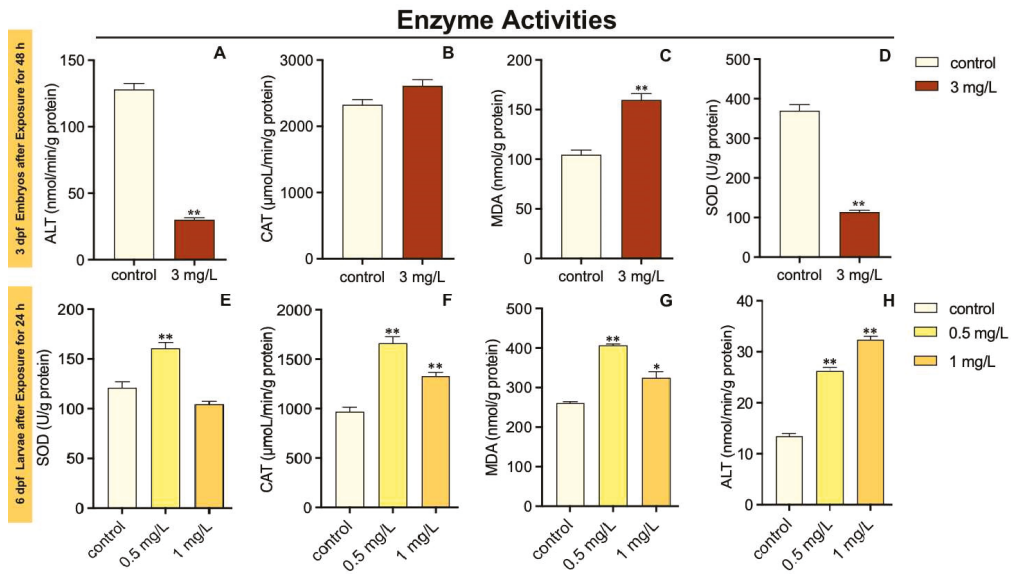 Enzyme Activities
3 dpf Embryos after Exposure for 48 h
A
ALT (nmol/min/g protein)
150
100
50
0
**
control
3 mg/L
B
CAT (μmoL/min/g protein)
3000
2000
1000
0
control
3 mg/L
C
MDA (nmol/g protein)
200
150
100
50
0
**
control
3 mg/L
D
SOD (U/g protein)
500
400
300
200
100
0
**
control
3 mg/L
control
3 mg/L
6 dpf Larvae after Exposure for 24 h
E
SOD (U/g protein)
200
150
100
50
0
**
control
0.5 mg/L
1 mg/L
F
CAT (μmoL/min/g protein)
2000
1500
1000
500
0
**
**
control
0.5 mg/L
1 mg/L
G
MDA (nmol/g protein)
500
400
300
200
100
0
**
*
control
0.5 mg/L
1 mg/L
H
ALT (nmol/min/g protein)
40
30
20
10
0
**
**
control
0.5 mg/L
1 mg/L
control
0.5 mg/L
1 mg/L